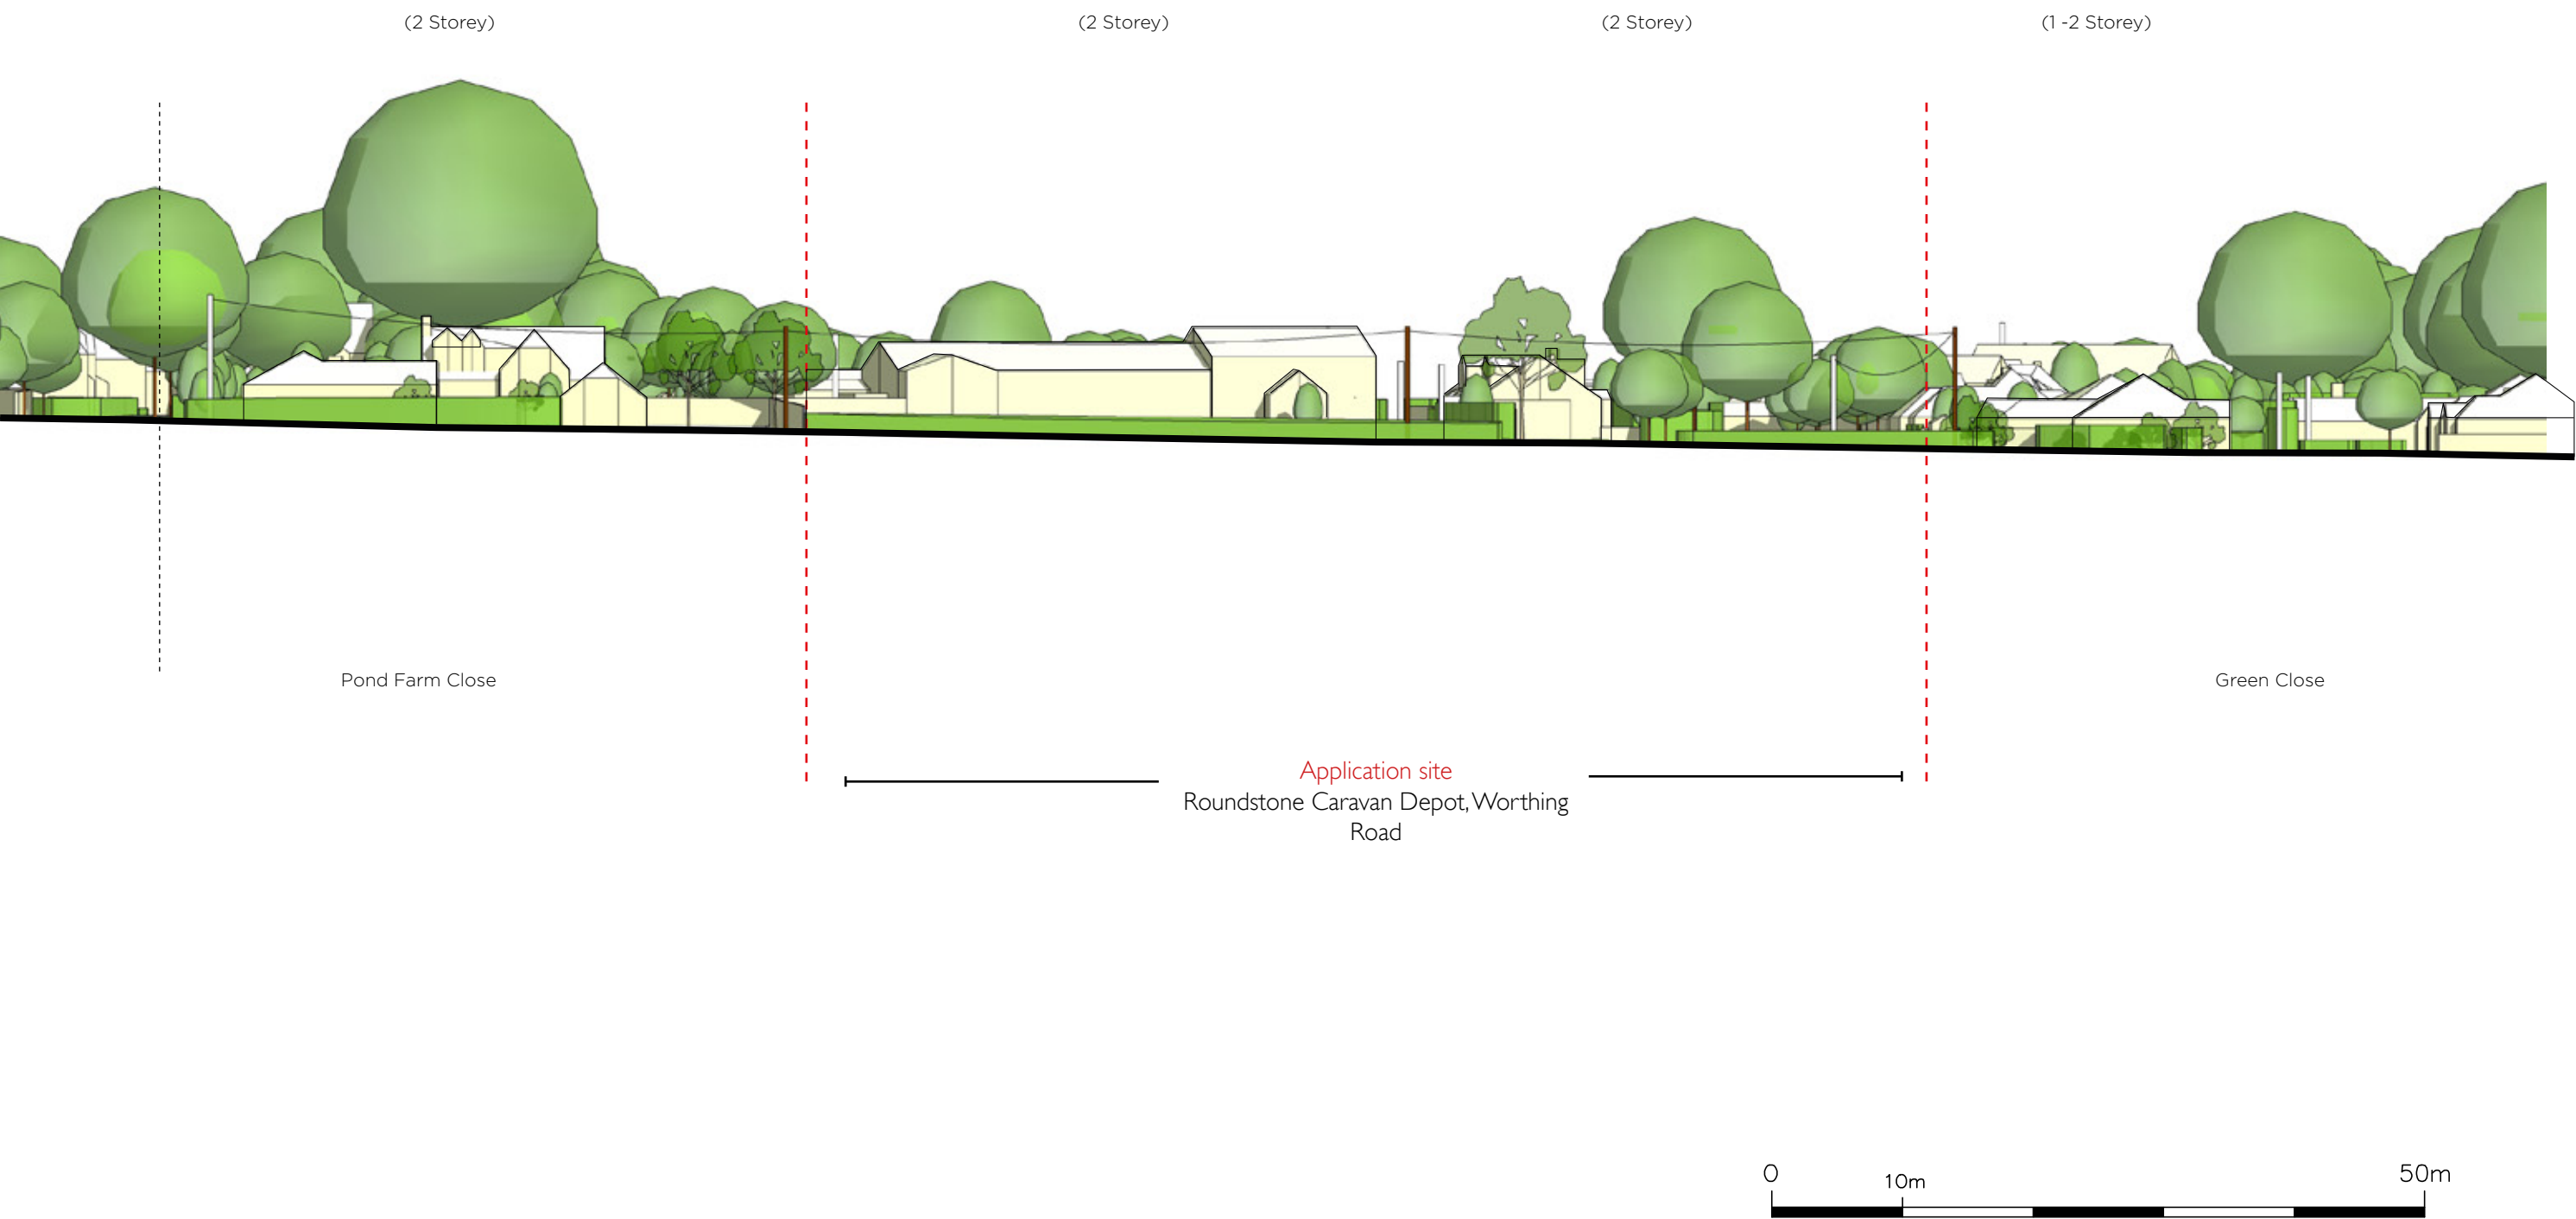 (2 Storey)
(2 Storey)
(2 Storey)
(1 -2 Storey)
Pond Farm Close
Green Close
Application site
Roundstone Caravan Depot, Worthing
Road
0
10m
50m